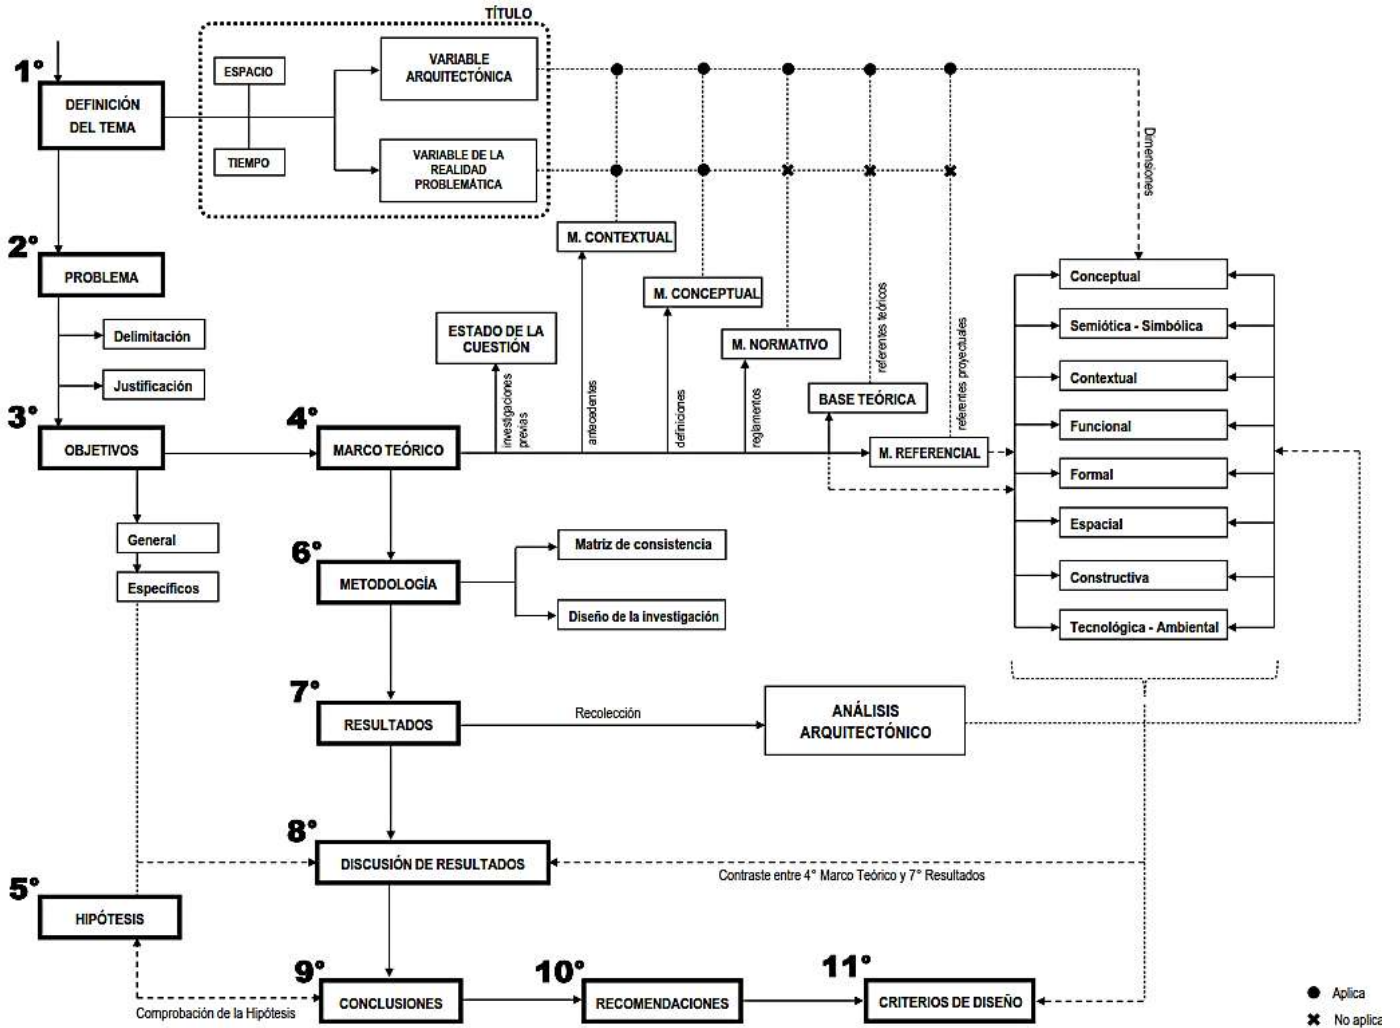 TÍTULO
1°
DEFINICIÓN
DEL TEMA
ESPACIO
TIEMPO
VARIABLE
ARQUITECTÓNICA
VARIABLE DE LA
REALIDAD
PROBLEMÁTICA
Dimensiones
2°
PROBLEMA
Delimitación
Justificación
3°
OBJETIVOS
General
Específicos
4°
MARCO TEÓRICO
ESTADO DE LA
CUESTIÓN
investigaciones
previas
M. CONTEXTUAL
antecedentes
M. CONCEPTUAL
definiciones
M. NORMATIVO
reglamentos
BASE TEÓRICA
referentes teóricos
M. REFERENCIAL
referentes proyectuales
Conceptual
Semiótica - Simbólica
Contextual
Funcional
Formal
Espacial
Constructiva
Tecnológica - Ambiental
6°
METODOLOGÍA
Matriz de consistencia
Diseño de la investigación
7°
RESULTADOS
Recolección
ANÁLISIS
ARQUITECTÓNICO
8°
DISCUSIÓN DE RESULTADOS
Contraste entre 4° Marco Teórico y 7° Resultados
5°
HIPÓTESIS
Comprobación de la Hipótesis
9°
CONCLUSIONES
10°
RECOMENDACIONES
11°
CRITERIOS DE DISEÑO
Aplica
No aplica